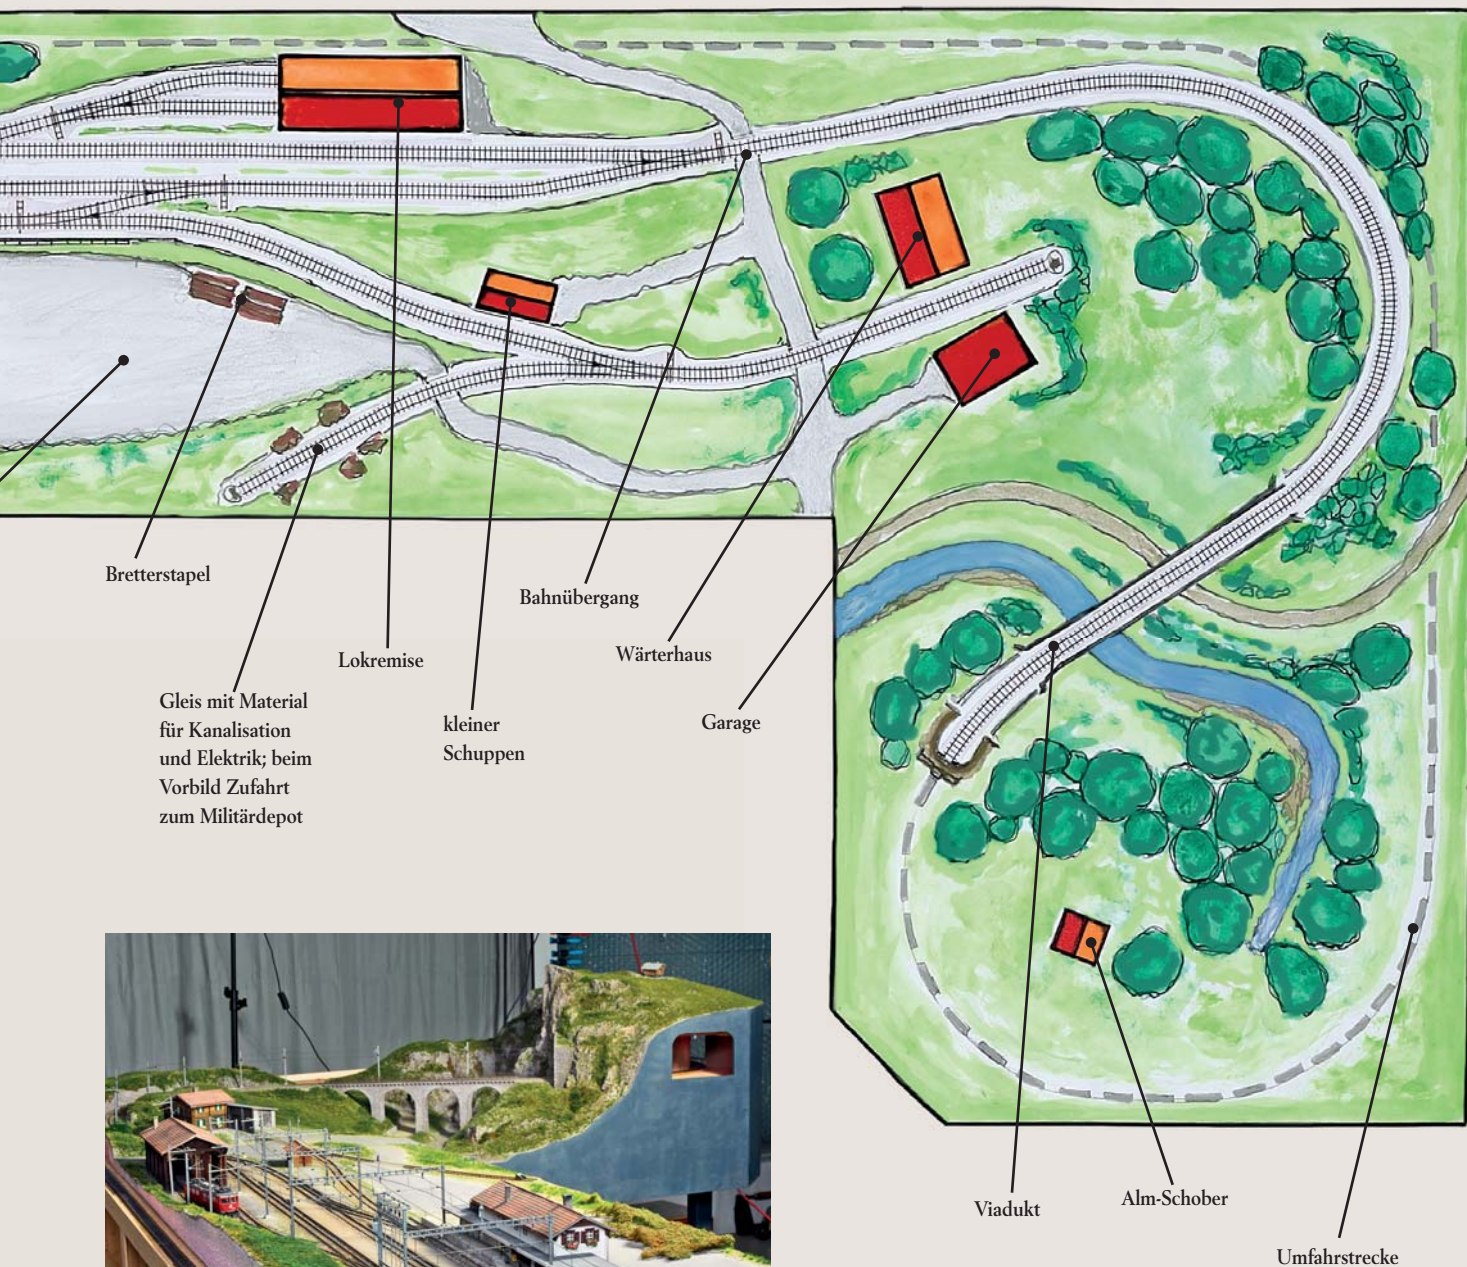 Bretterstapel
Bahnübergang
Wärterhaus
Lokremise
Gleis mit Material
für Kanalisation
und Elektrik; beim
Vorbild Zufahrt
zum Militärdepot
kleiner
Schuppen
Garage
Viadukt
Alm-Schober
Umfahrstrecke